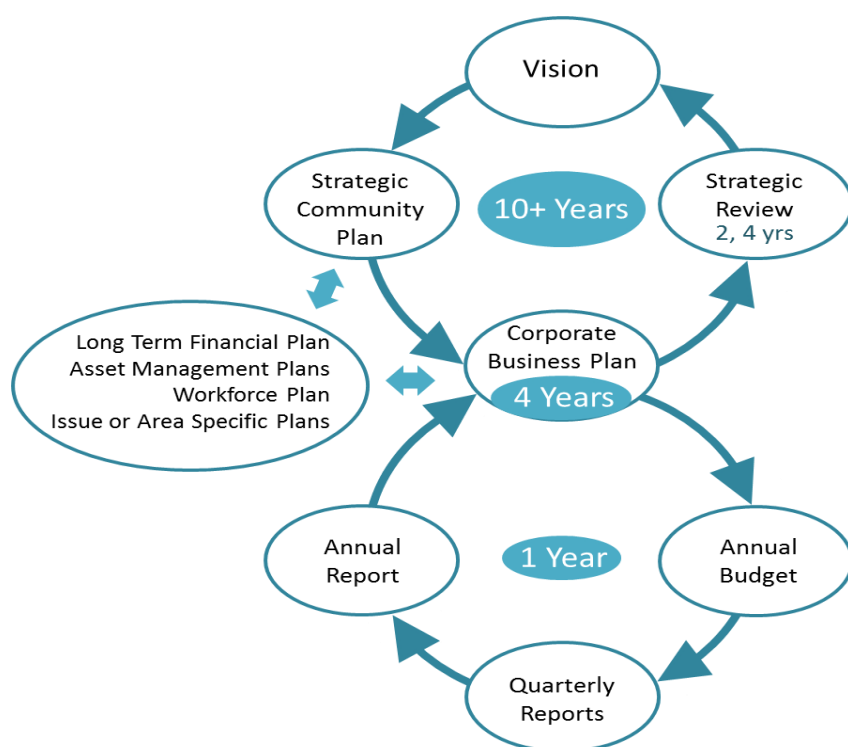 Vision
Strategic
Community
Plan
10+ Years
Strategic
Review
2, 4 yrs
Long Term Financial Plan
Asset Management Plans
Workforce Plan
Issue or Area Specific Plans
Corporate
Business Plan
4 Years
Annual
Report
1 Year
Annual
Budget
Quarterly
Reports